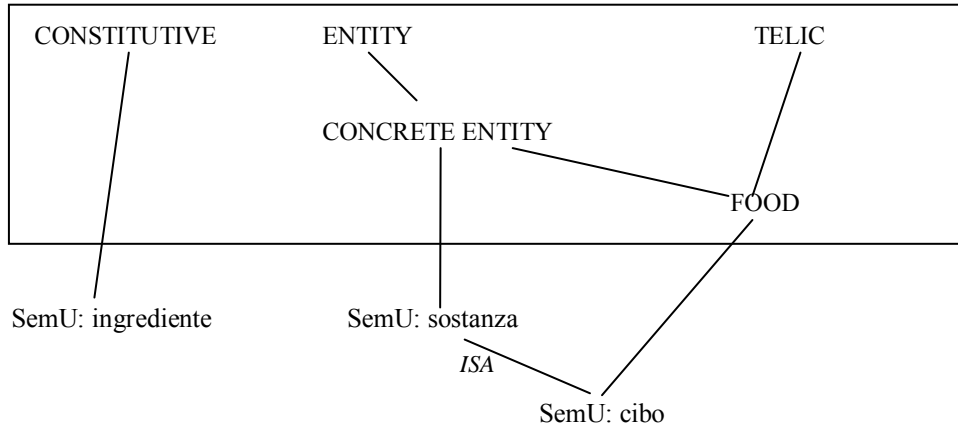 CONSTITUTIVE ENTITY TELIC
CONCRETE ENTITY
FOOD
SemU: ingrediente SemU: sostanza
ISA
SemU: cibo